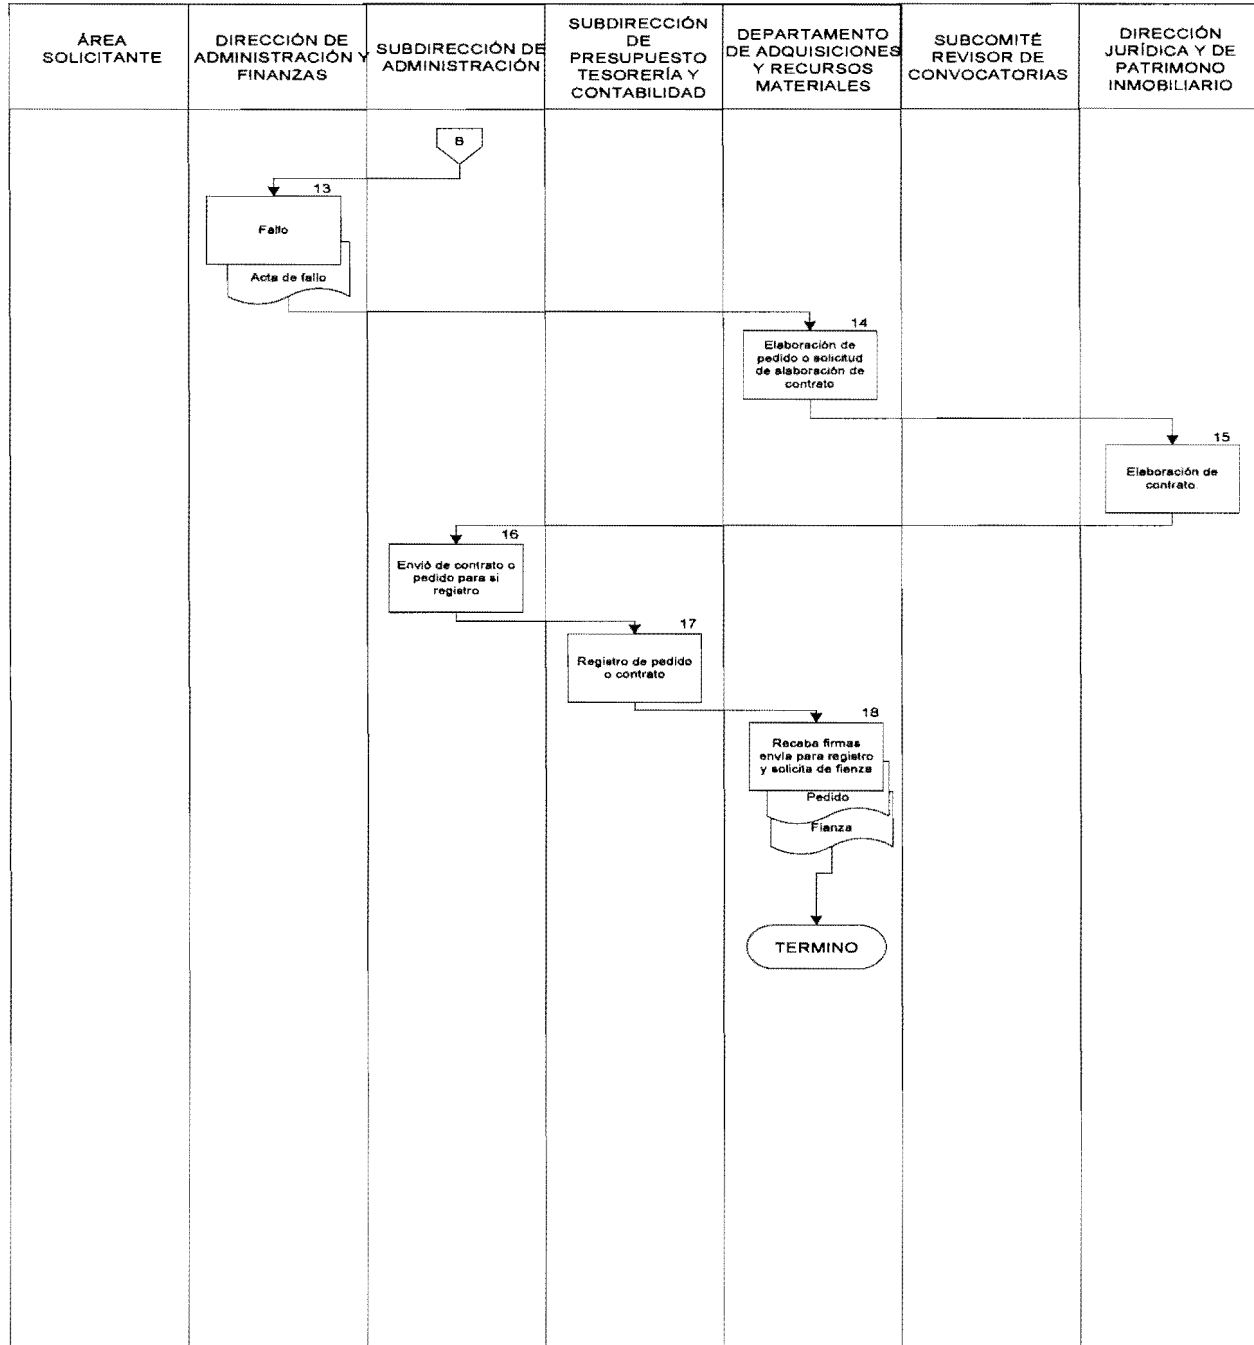 ÁREA
SOLICITANTE
DIRECCIÓN DE
ADMINISTRACIÓN Y
FINANZAS
SUBDIRECCIÓN DE
ADMINISTRACIÓN
SUBDIRECCIÓN
DE
PRESUPUESTO
TESORERÍA Y
CONTABILIDAD
DEPARTAMENTO
DE ADQUISICIONES
Y RECURSOS
MATERIALES
SUBCOMITÉ
REVISOR DE
CONVOCATORIAS
DIRECCIÓN
JURÍDICA Y DE
PATRIMONO
INMOBILIARIO
B
13
Fallo
Acta de fallo
14
Elaboración de
pedido o solicitud
de elaboración de
contrato
15
Elaboración de
contrato
16
Envió de contrato o
pedido para si
registro
17
Registro de pedido
o contrato
18
Recaba firmas
envía para registro
y solicita de fianza
Pedido
Fianza
TERMINO